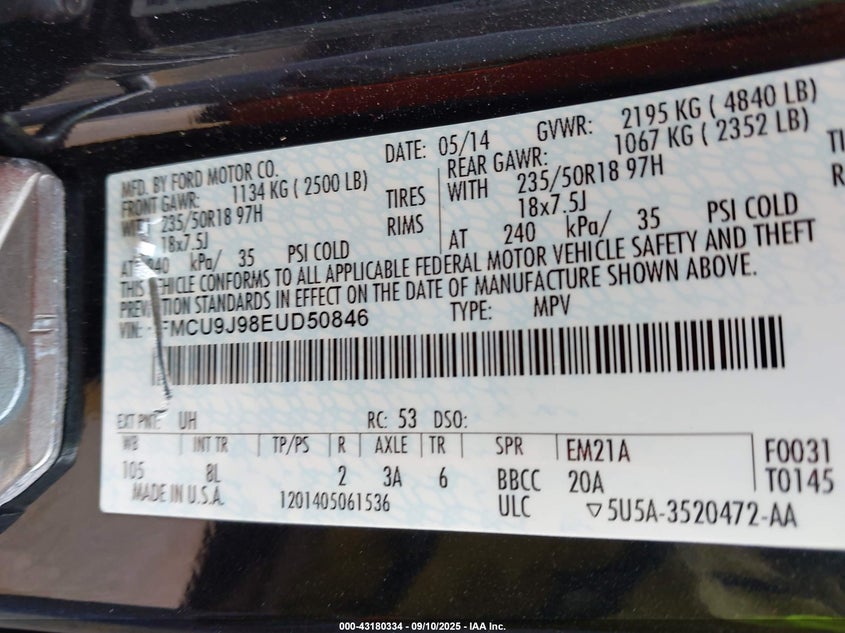 MFD. BY FORD MOTOR CO. DATE: 05/14 GVWR: 2195 KG ( 4840 LB)
FRONT GAWR: 1134 KG ( 2500 LB) REAR GAWR: 1067 KG ( 2352 LB)
WITH 235/50R18 97H TIRES WITH 235/50R18 97H
18x7.5J RIMS 18x7.5J
AT 240 kPa/ 35 PSI COLD AT 240 kPa/ 35 PSI COLD
THIS VEHICLE CONFORMS TO ALL APPLICABLE FEDERAL MOTOR VEHICLE SAFETY AND THEFT
PREVENTION STANDARDS IN EFFECT ON THE DATE OF MANUFACTURE SHOWN ABOVE.
VIN: FMCU9J98EUD50846 TYPE: MPV
EXT PNT: UH RC: 53 DSO:
WB INT TR TP/PS R AXLE TR SPR EM21A F0031
105 8L 2 3A 6 BBCC 20A T0145
MADE IN U.S.A. 1201405061536 ULC ▽5U5A-3520472-AA
000-43180334 - 09/10/2025 - IAA Inc.